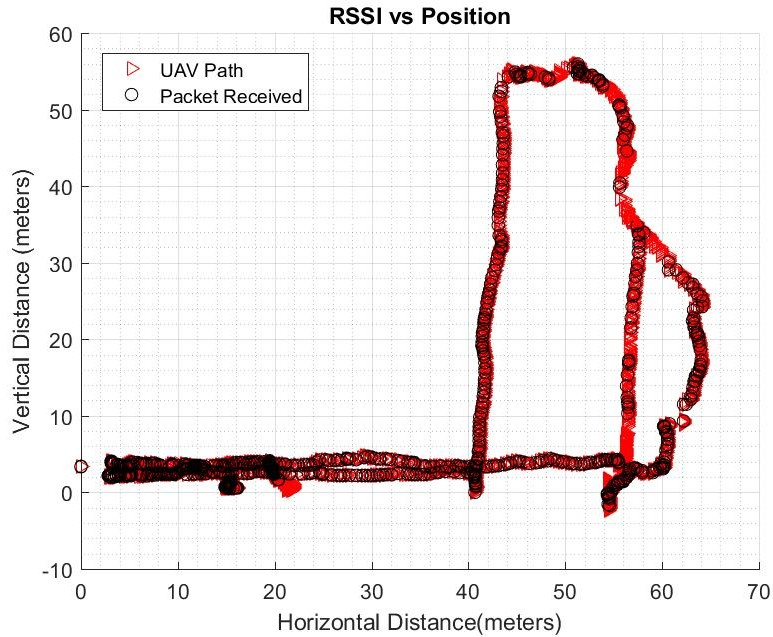 RSSI vs Position
UAV Path
Packet Received
60
50
40
30
20
10
0
-10
Vertical Distance (meters)
0 10 20 30 40 50 60 70
Horizontal Distance(meters)